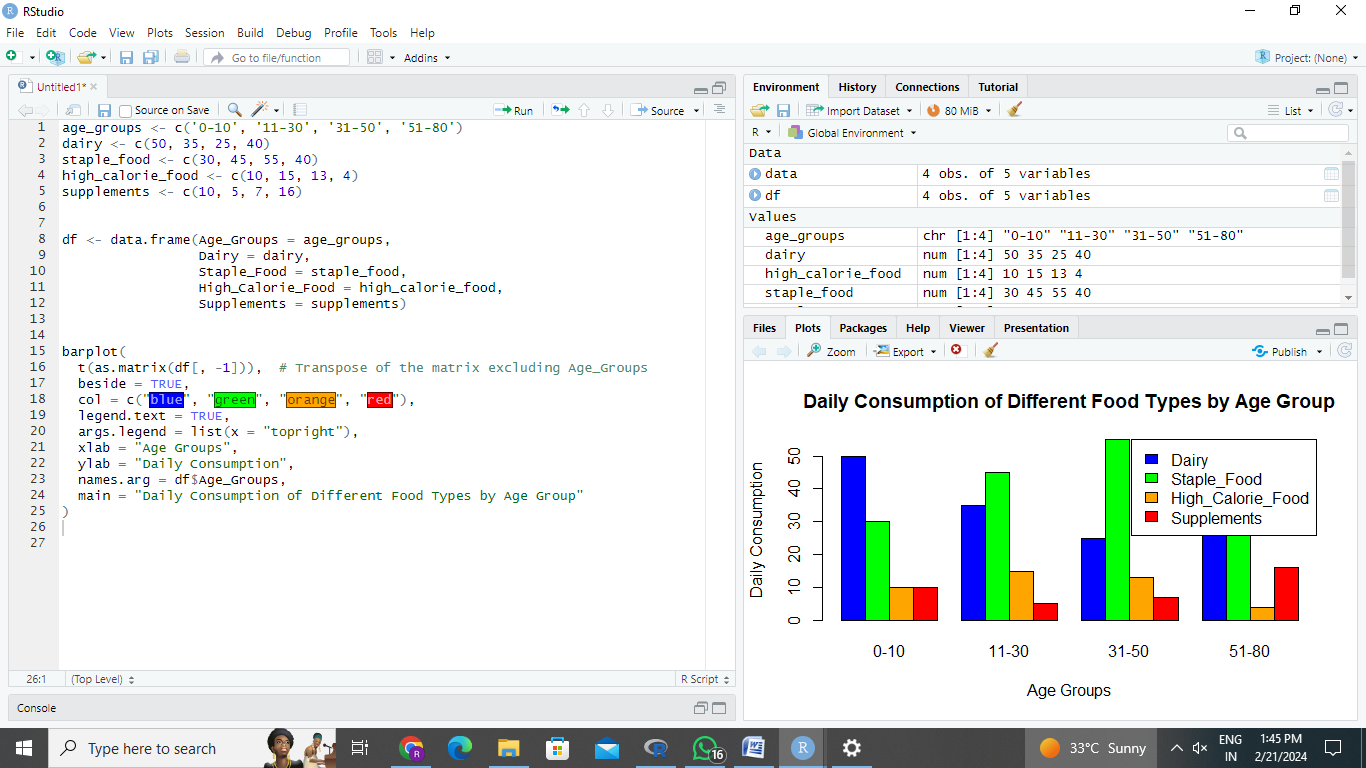 RStudio
File Edit Code View Plots Session Build Debug Profile Tools Help
Go to file/function Addins Project: (None)
Untitled1*
Source on Save Run Source
1 age_groups <- c('0-10', '11-30', '31-50', '51-80')
2 dairy <- c(50, 35, 25, 40)
3 staple_food <- c(30, 45, 55, 40)
4 high_calorie_food <- c(10, 15, 13, 4)
5 supplements <- c(10, 5, 7, 16)
6
7
8 df <- data.frame(Age_Groups = age_groups,
9 Dairy = dairy,
10 Staple_Food = staple_food,
11 High_Calorie_Food = high_calorie_food,
12 Supplements = supplements)
13
14
15 barplot(
16 t(as.matrix(df[, -1])), # Transpose of the matrix excluding Age_Groups
17 beside = TRUE,
18 col = c("blue", "green", "orange", "red"),
19 legend.text = TRUE,
20 args.legend = list(x = "topright"),
21 xlab = "Age Groups",
22 ylab = "Daily Consumption",
23 names.arg = df$Age_Groups,
24 main = "Daily Consumption of Different Food Types by Age Group"
25 )
26
27
26:1 (Top Level) R Script
Console
Environment History Connections Tutorial
Import Dataset 80 MiB List
R Global Environment
Data
data 4 obs. of 5 variables
df 4 obs. of 5 variables
Values
age_groups chr [1:4] "0-10" "11-30" "31-50" "51-80"
dairy num [1:4] 50 35 25 40
high_calorie_food num [1:4] 10 15 13 4
staple_food num [1:4] 30 45 55 40
Files Plots Packages Help Viewer Presentation
Zoom Export Publish
Daily Consumption of Different Food Types by Age Group
Daily Consumption
50
40
30
20
10
0
Dairy
Staple_Food
High_Calorie_Food
Supplements
0-10 11-30 31-50 51-80
Age Groups
Type here to search
16
33°C Sunny
ENG
IN
1:45 PM
2/21/2024